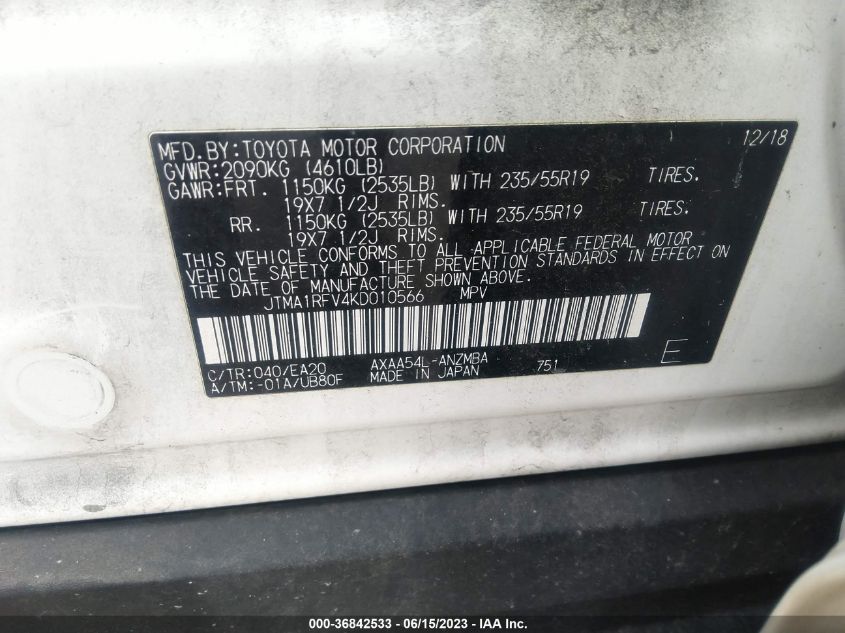 MFD.BY:TOYOTA MOTOR CORPORATION 12/18
GVWR:2090KG (4610LB)
GAWR:FRT. 1150KG (2535LB) WITH 235/55R19 TIRES.
19X7 1/2J RIMS.
RR. 1150KG (2535LB) WITH 235/55R19 TIRES.
19X7 1/2J RIMS.
THIS VEHICLE CONFORMS TO ALL APPLICABLE FEDERAL MOTOR
VEHICLE SAFETY AND THEFT PREVENTION STANDARDS IN EFFECT ON
THE DATE OF MANUFACTURE SHOWN ABOVE.
JTMA1RFV4KD010566 MPV
C/TR:040/EA20 AXAA54L-ANZMBA
A/TM:-01A/UB80F MADE IN JAPAN 751 E
000-36842533 - 06/15/2023 - IAA Inc.